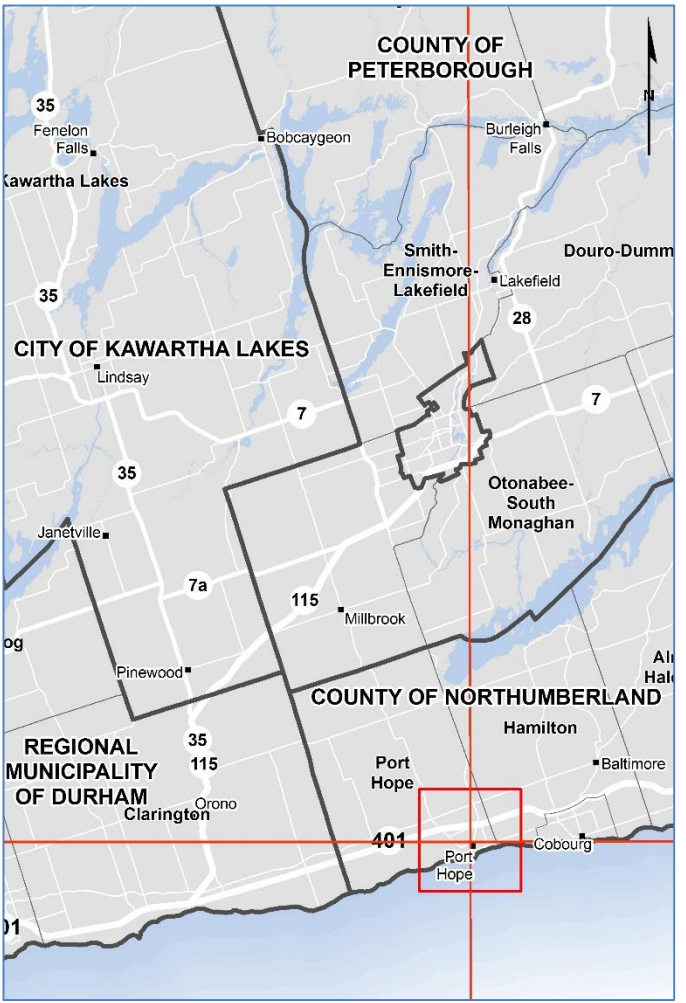 COUNTY OF
PETERBOROUGH
N
35
Fenelon
Falls
Bobcaygeon
Burleigh
Falls
Kawartha Lakes
Smith-
Ennismore-
Lakefield
Douro-Dumm
35
Lakefield
28
CITY OF KAWARTHA LAKES
Lindsay
7
7
35
Otonabee-
South
Monaghan
Janetville
7a
115
Millbrook
og
Pinewood
Al
Hal
COUNTY OF NORTHUMBERLAND
Hamilton
35
115
REGIONAL
MUNICIPALITY
OF DURHAM
Port
Hope
Baltimore
Orono
Clarington
401
Cobourg
Port
Hope
01